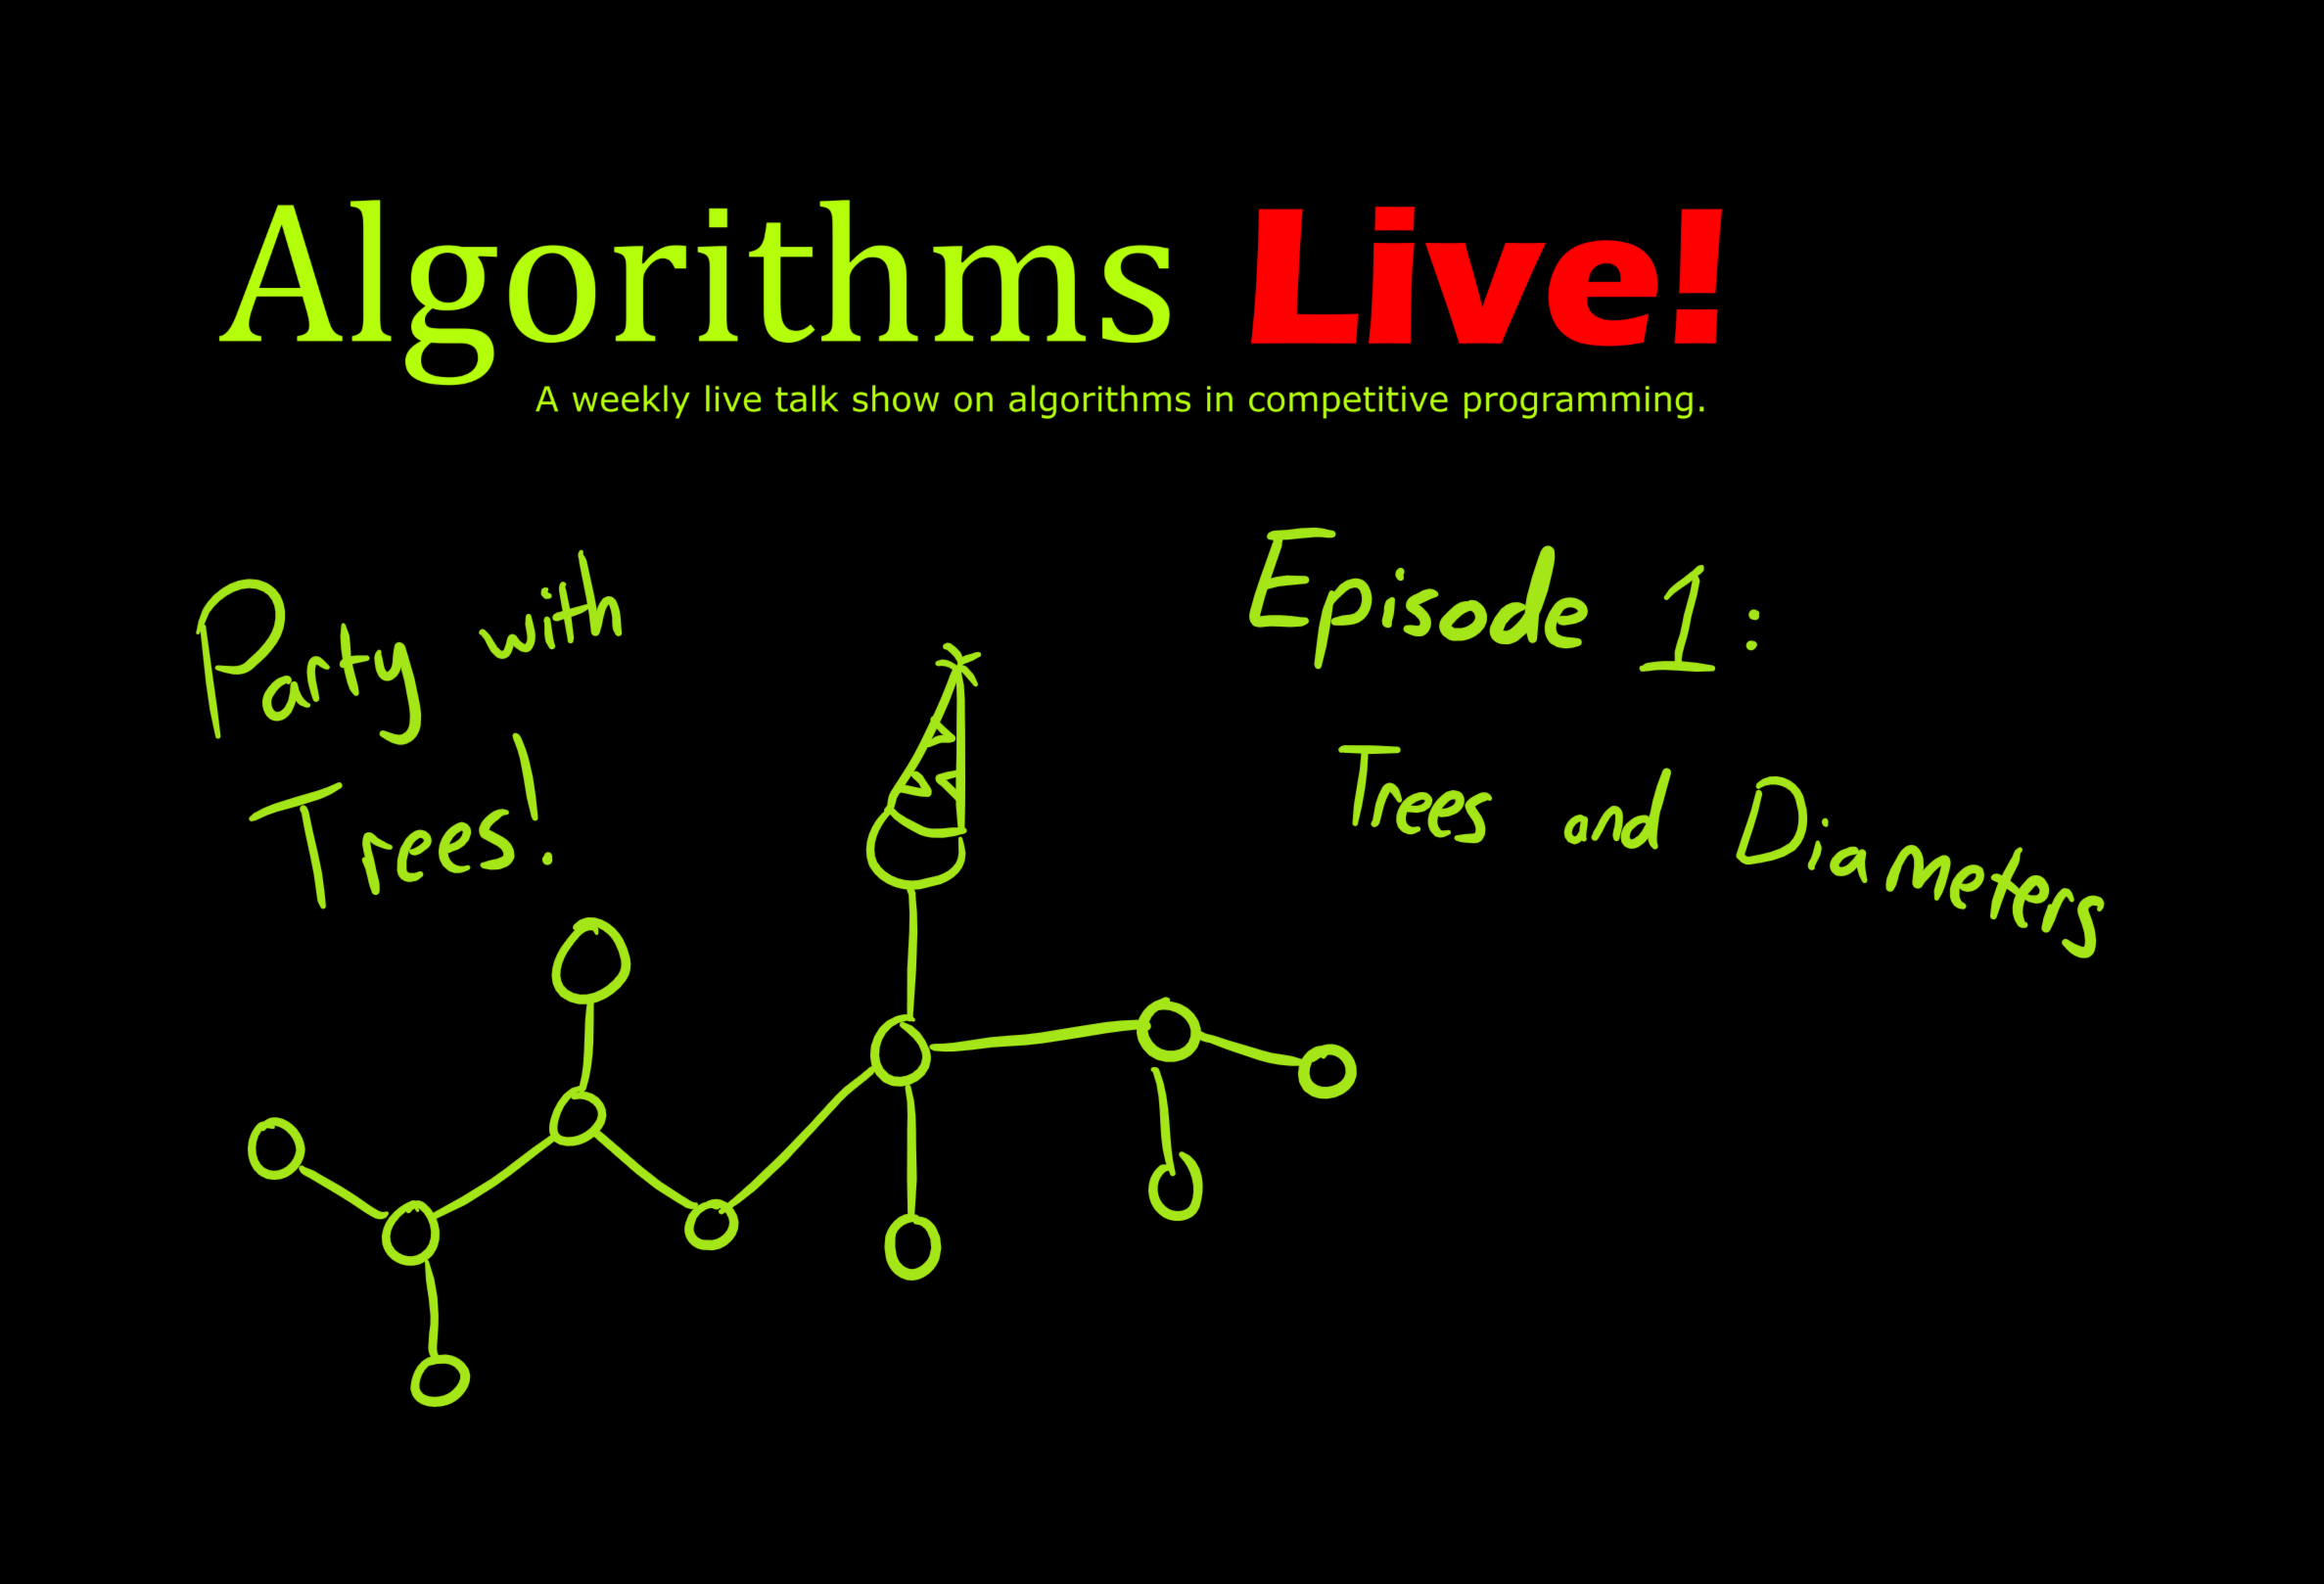 Algorithms Live!
A weekly live talk show on algorithms in competitive programming.
Party with
Trees!
Episode 1:
Trees and Diameters